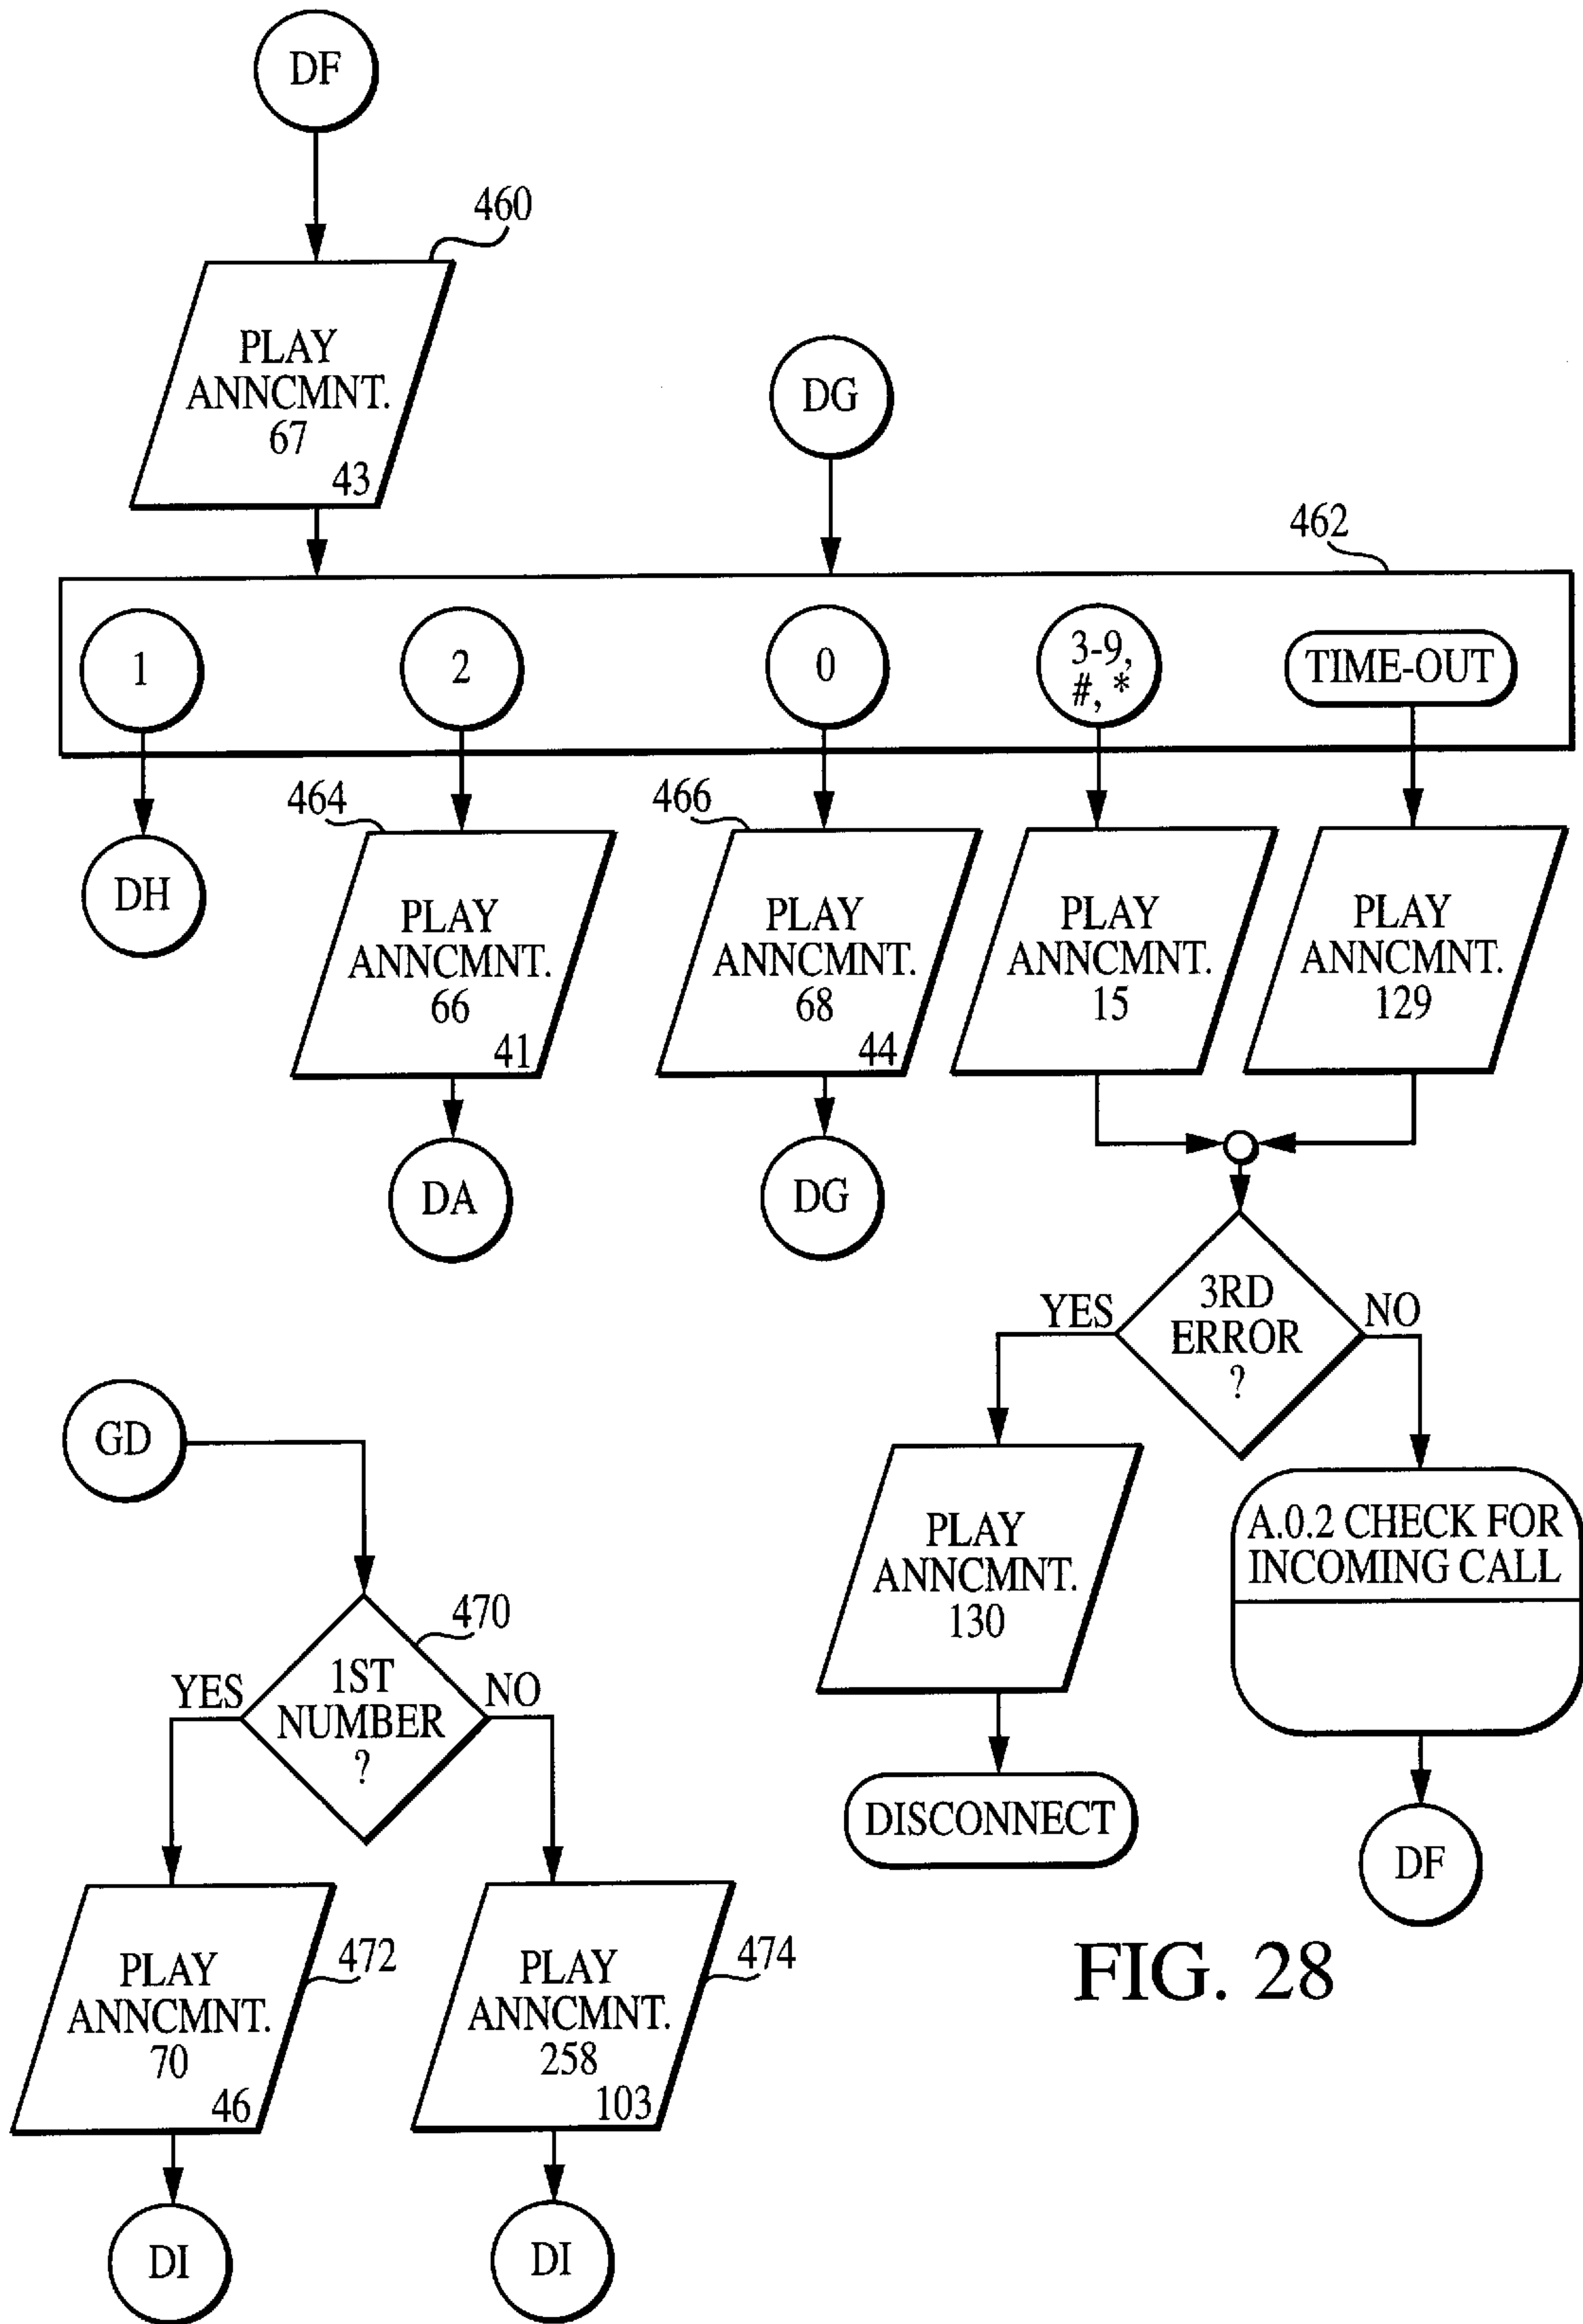 DF
460
PLAY
ANNCMNT.
67
43
DG
462
1
2
0
3-9,
#, *
TIME-OUT
DH
464
PLAY
ANNCMNT.
66
41
466
PLAY
ANNCMNT.
68
44
PLAY
ANNCMNT.
15
PLAY
ANNCMNT.
129
DA
DG
3RD
ERROR
?
YES
NO
PLAY
ANNCMNT.
130
DISCONNECT
A.0.2 CHECK FOR
INCOMING CALL
DF
GD
470
1ST
NUMBER
?
YES
NO
472
PLAY
ANNCMNT.
70
46
474
PLAY
ANNCMNT.
258
103
DI
DI
FIG. 28